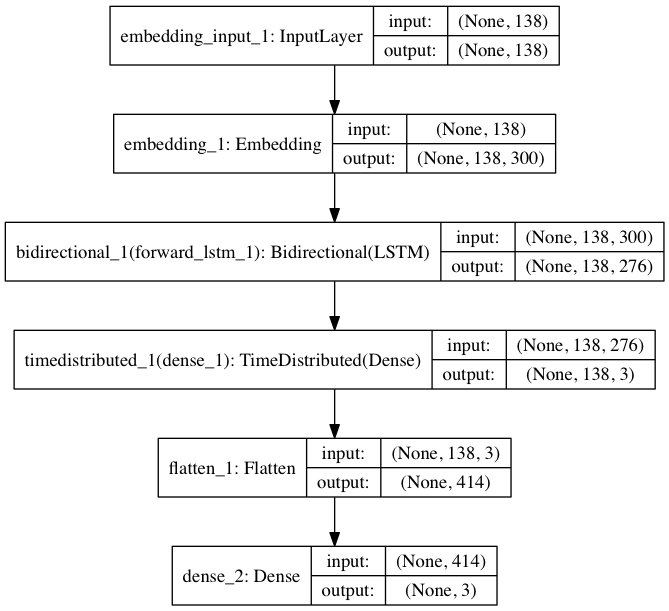 embedding_input_1: InputLayer
input: (None, 138)
output: (None, 138)
embedding_1: Embedding
input: (None, 138)
output: (None, 138, 300)
bidirectional_1(forward_lstm_1): Bidirectional(LSTM)
input: (None, 138, 300)
output: (None, 138, 276)
timedistributed_1(dense_1): TimeDistributed(Dense)
input: (None, 138, 276)
output: (None, 138, 3)
flatten_1: Flatten
input: (None, 138, 3)
output: (None, 414)
dense_2: Dense
input: (None, 414)
output: (None, 3)